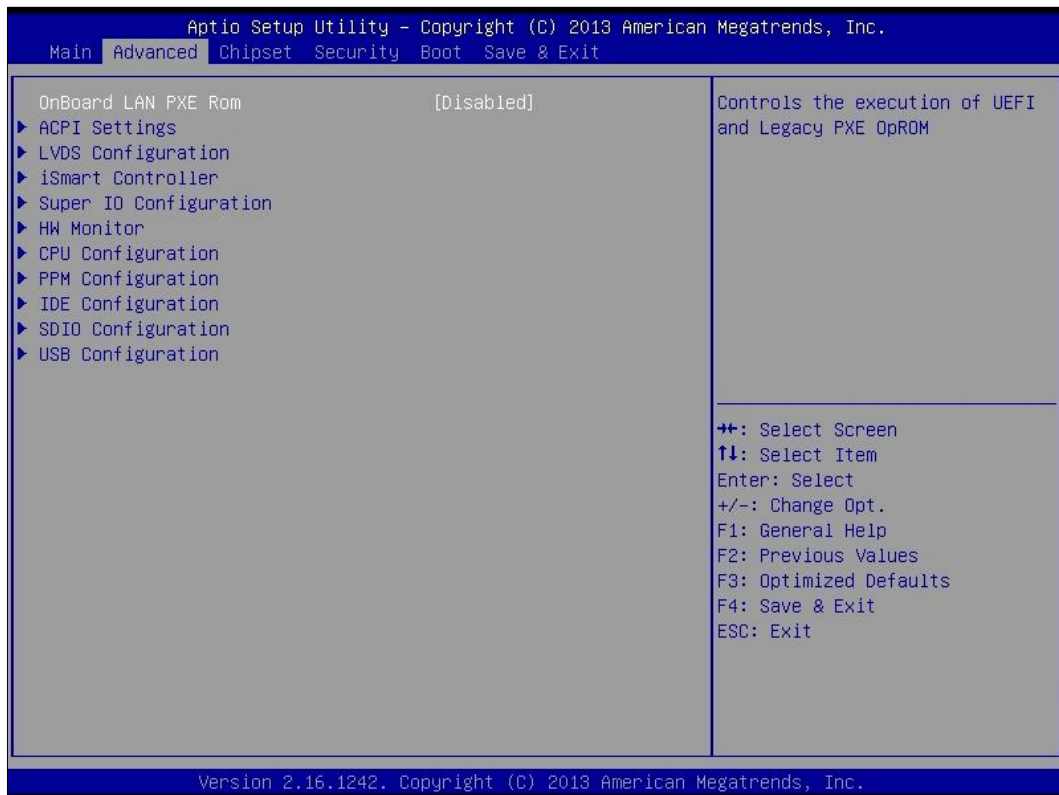 Aptio Setup Utility – Copyright (C) 2013 American Megatrends, Inc.
Main Advanced Chipset Security Boot Save & Exit
OnBoard LAN PXE Rom [Disabled]
► ACPI Settings
► LVDS Configuration
► iSmart Controller
► Super IO Configuration
► HW Monitor
► CPU Configuration
► PPM Configuration
► IDE Configuration
► SDIO Configuration
► USB Configuration
Controls the execution of UEFI
and Legacy PXE OpROM
→←: Select Screen
↑↓: Select Item
Enter: Select
+/-: Change Opt.
F1: General Help
F2: Previous Values
F3: Optimized Defaults
F4: Save & Exit
ESC: Exit
Version 2.16.1242. Copyright (C) 2013 American Megatrends, Inc.